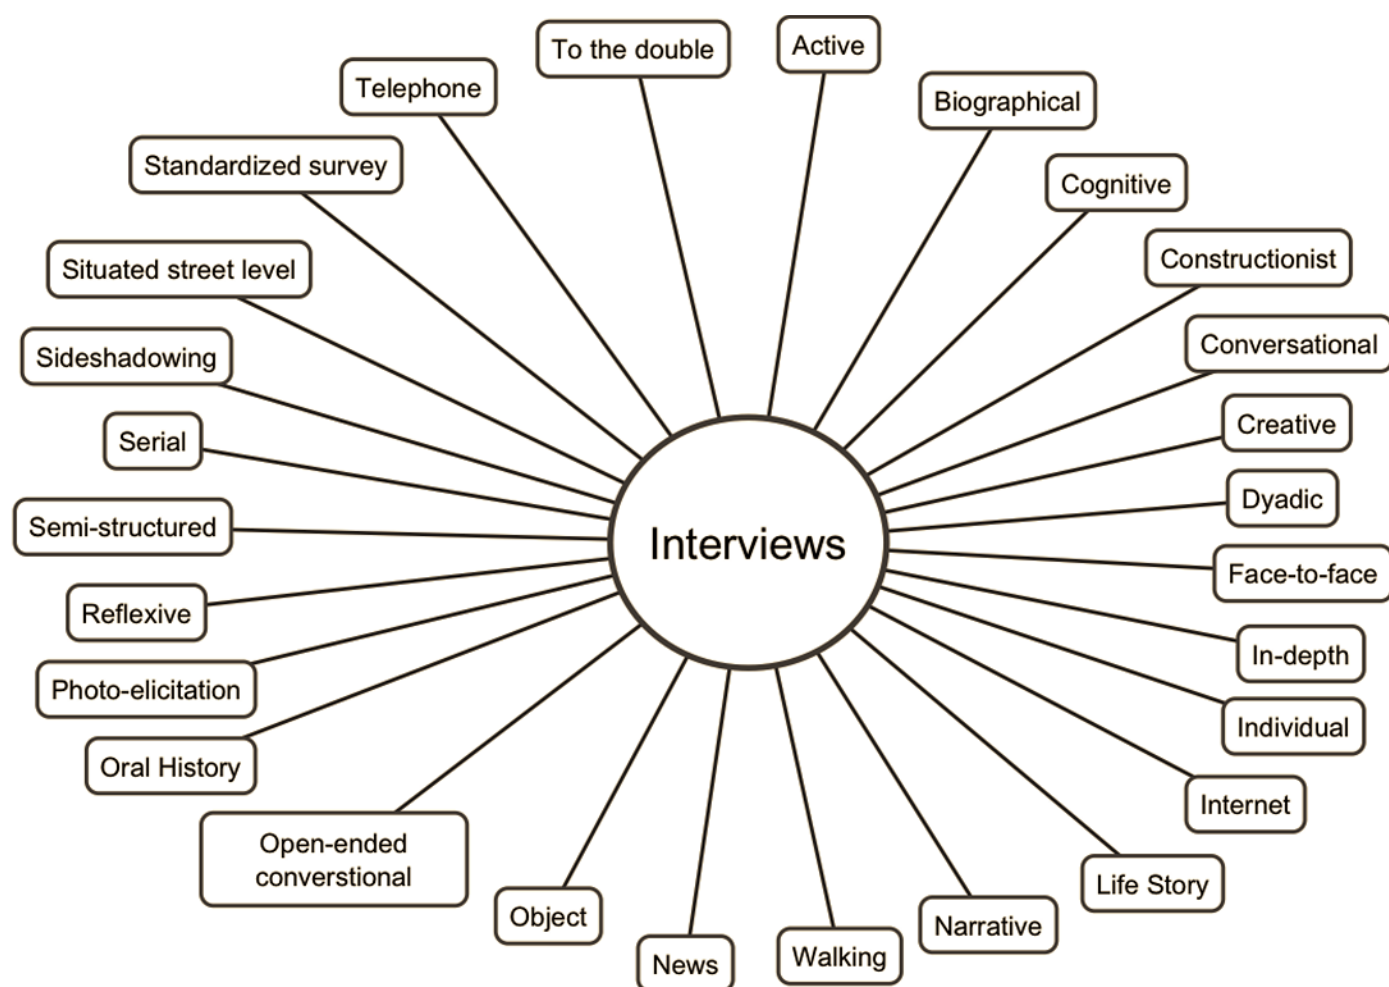 To the double
Active
Telephone
Biographical
Standardized survey
Cognitive
Constructionist
Situated street level
Conversational
Sideshadowing
Creative
Serial
Dyadic
Semi-structured
Interviews
Face-to-face
Reflexive
In-depth
Photo-elicitation
Individual
Oral History
Internet
Open-ended
converstional
Life Story
Object
Narrative
News
Walking